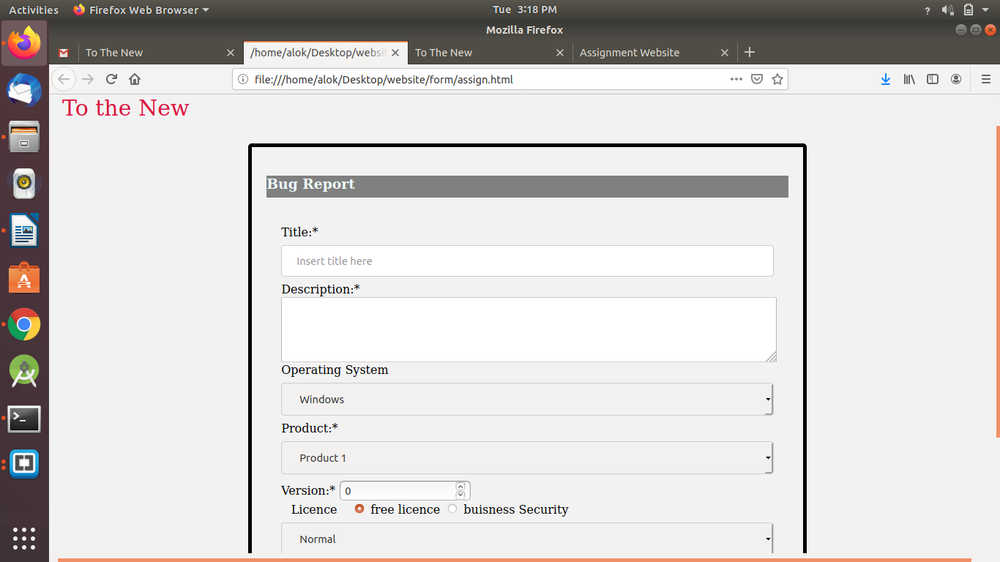 Activities Firefox Web Browser Tue 3:18 PM ?
Mozilla Firefox
To The New /home/alok/Desktop/websi To The New Assignment Website
file:///home/alok/Desktop/website/form/assign.html
To the New
Bug Report
Title:*
Insert title here
Description:*
Operating System
Windows
Product:*
Product 1
Version:* 0
Licence free licence buisness Security
Normal